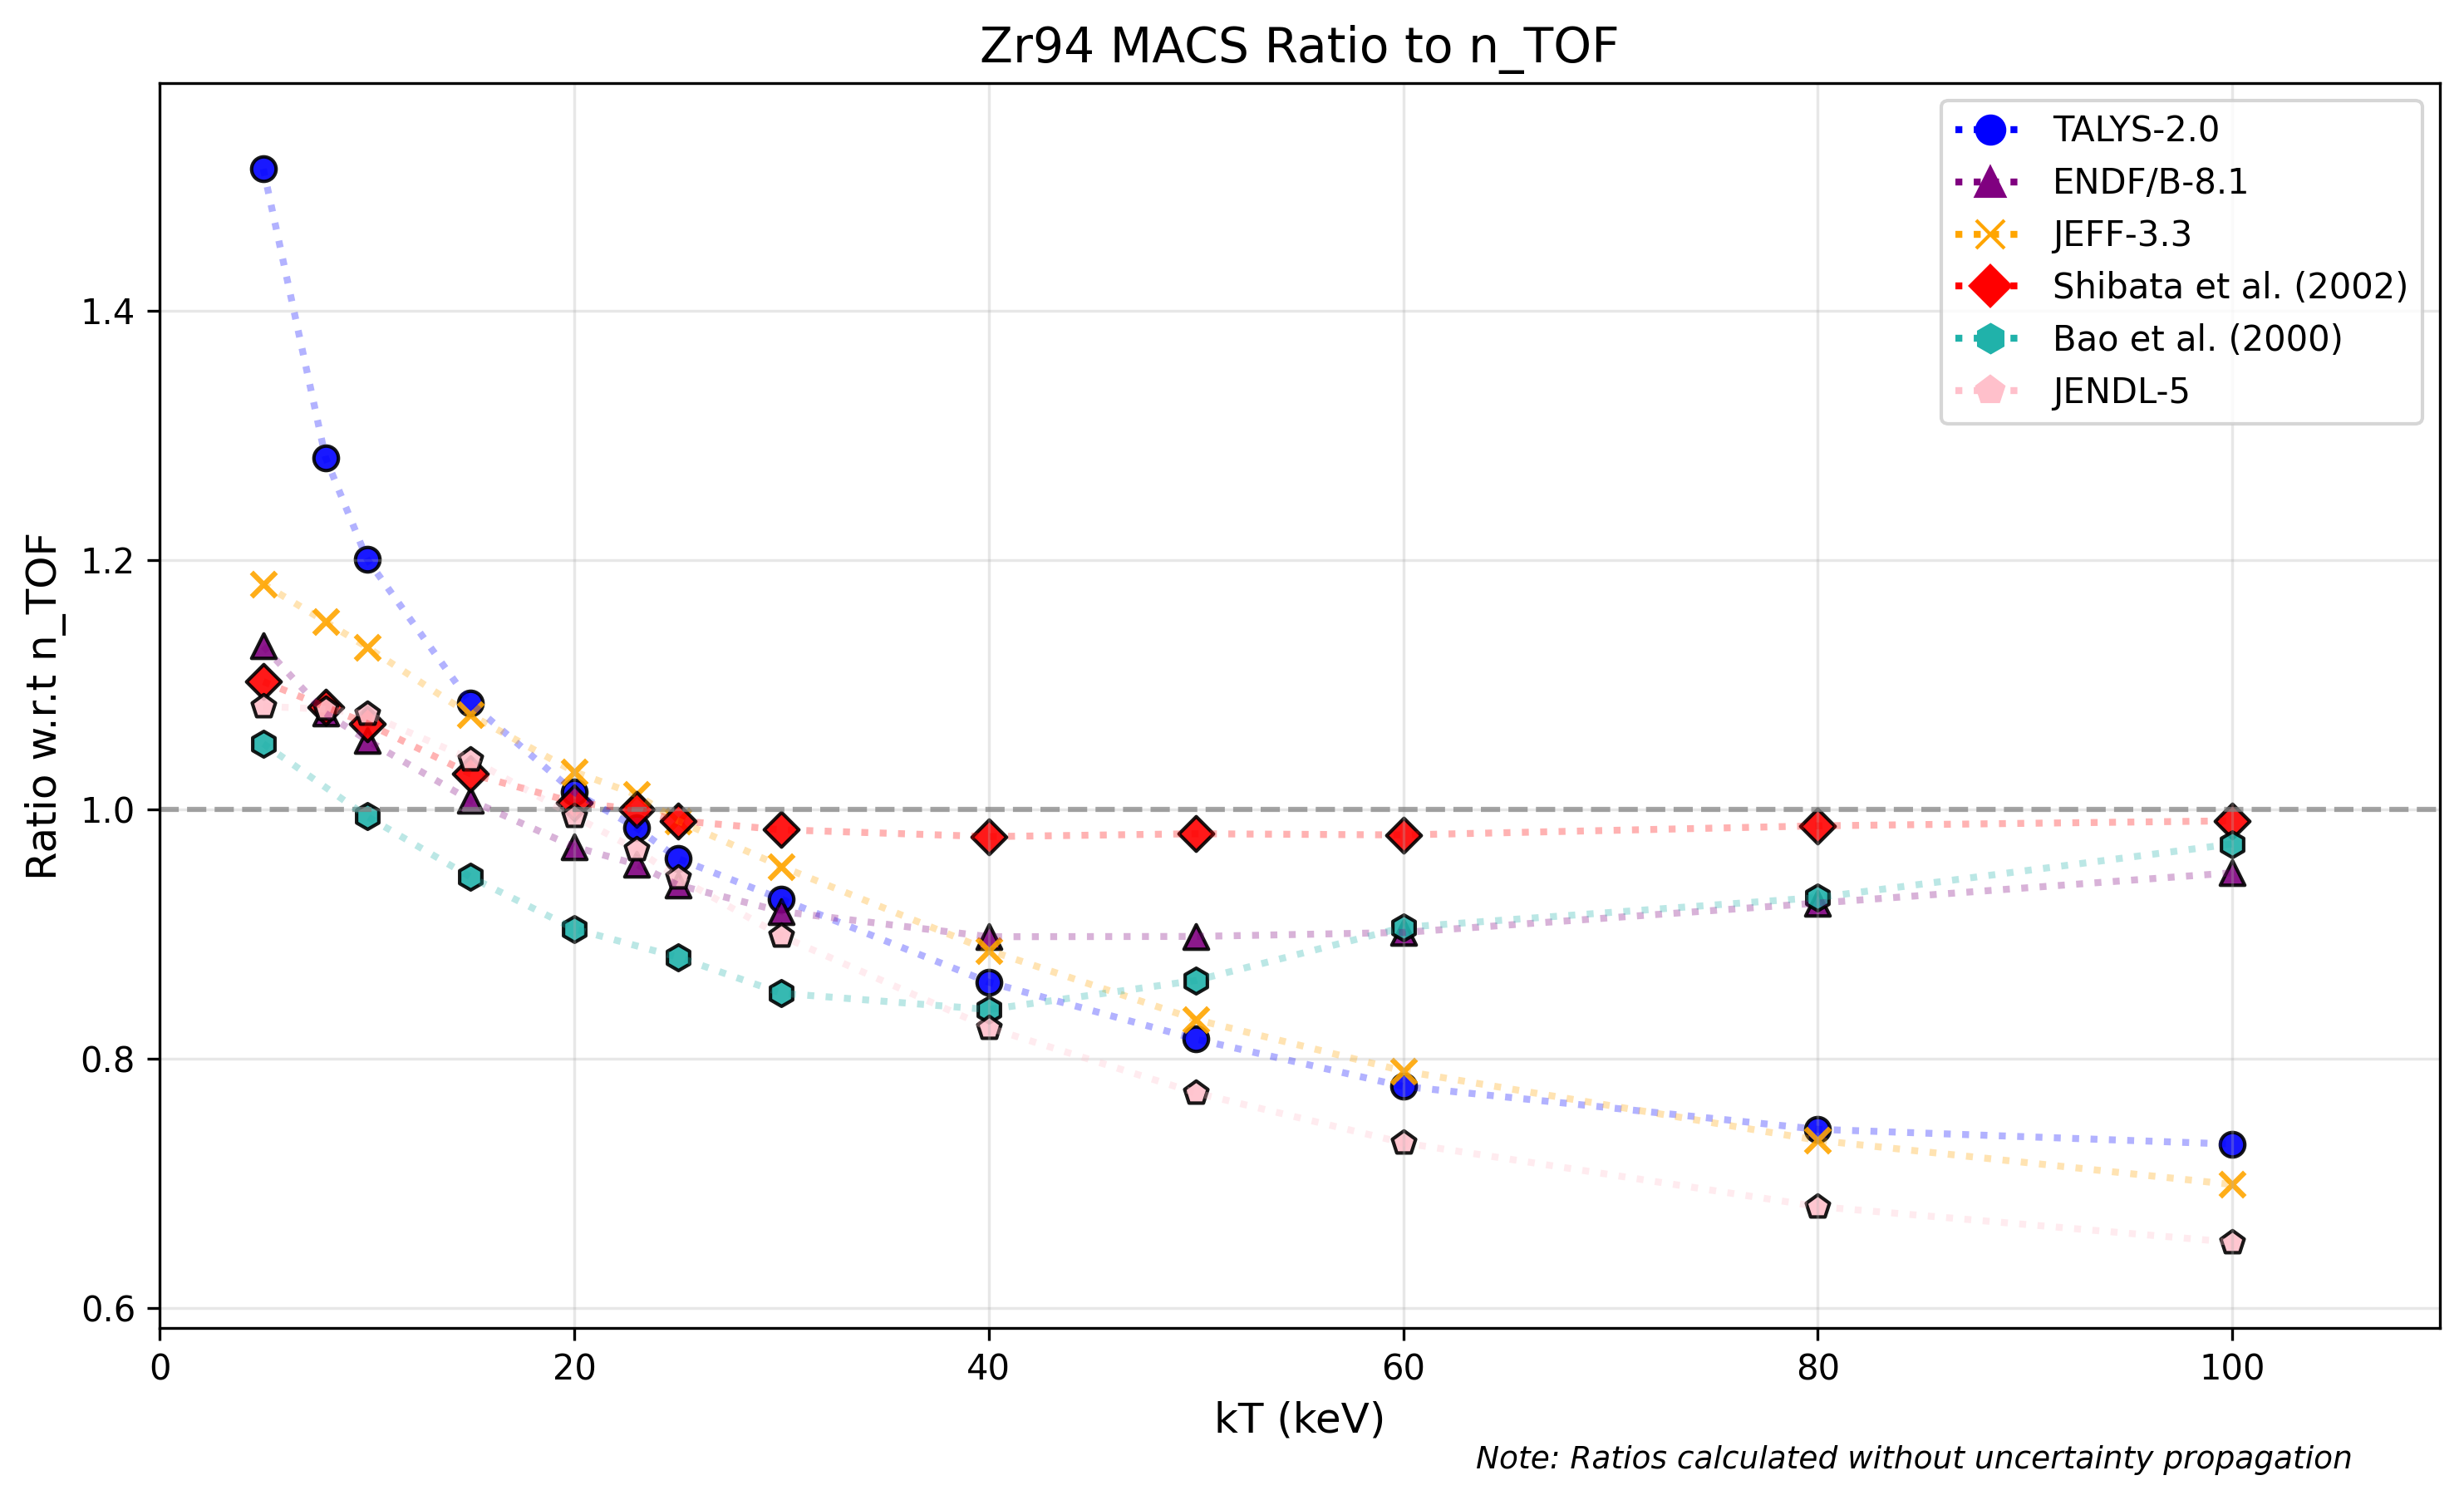 Zr94 MACS Ratio to n_TOF
TALYS-2.0
ENDF/B-8.1
JEFF-3.3
Shibata et al. (2002)
Bao et al. (2000)
JENDL-5
Ratio w.r.t n_TOF
1.4
1.2
1.0
0.8
0.6
0
20
40
60
80
100
kT (keV)
Note: Ratios calculated without uncertainty propagation